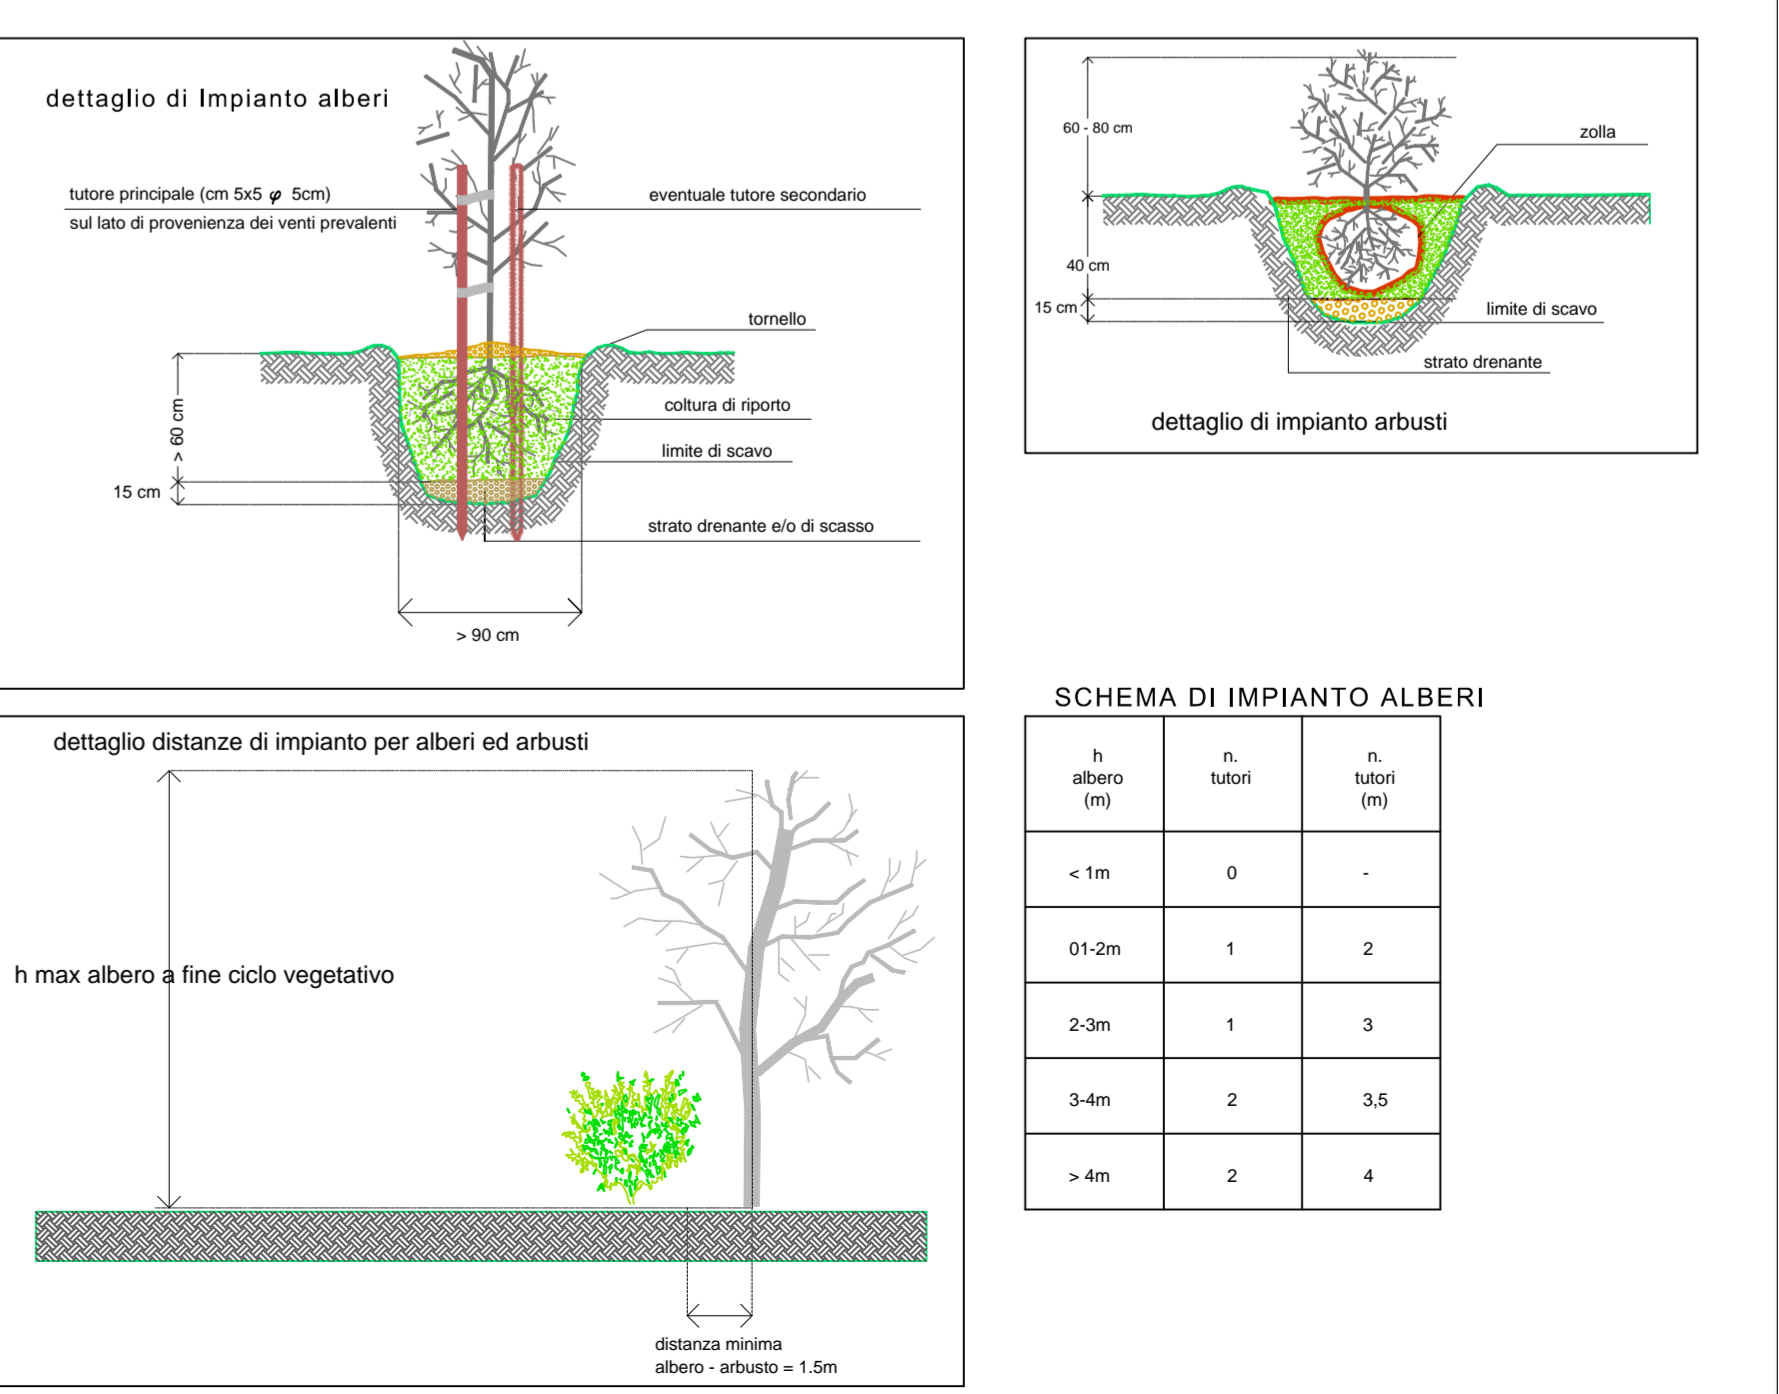 dettaglio di Impianto alberi
tutore principale (cm 5x5 φ 5cm)
sul lato di provenienza dei venti prevalenti
eventuale tutore secondario
tornello
coltura di riporto
limite di scavo
strato drenante e/o di scasso
> 60 cm
15 cm
> 90 cm
60 - 80 cm
zolla
40 cm
15 cm
limite di scavo
strato drenante
dettaglio di impianto arbusti
dettaglio distanze di impianto per alberi ed arbusti
h max albero a fine ciclo vegetativo
distanza minima
albero - arbusto = 1.5m
SCHEMA DI IMPIANTO ALBERI
h albero (m) n. tutori n. tutori (m)
< 1m 0 -
01-2m 1 2
2-3m 1 3
3-4m 2 3,5
> 4m 2 4